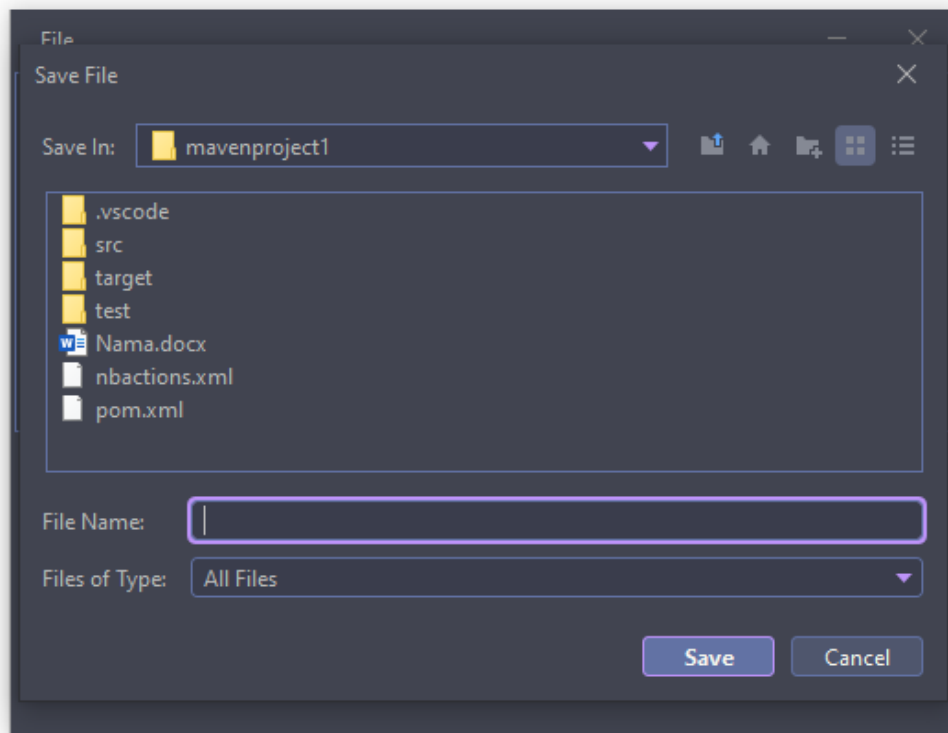 File
Save File
Save In: mavenproject1
.vscode
src
target
test
Nama.docx
nbactions.xml
pom.xml
File Name:
Files of Type: All Files
Save Cancel